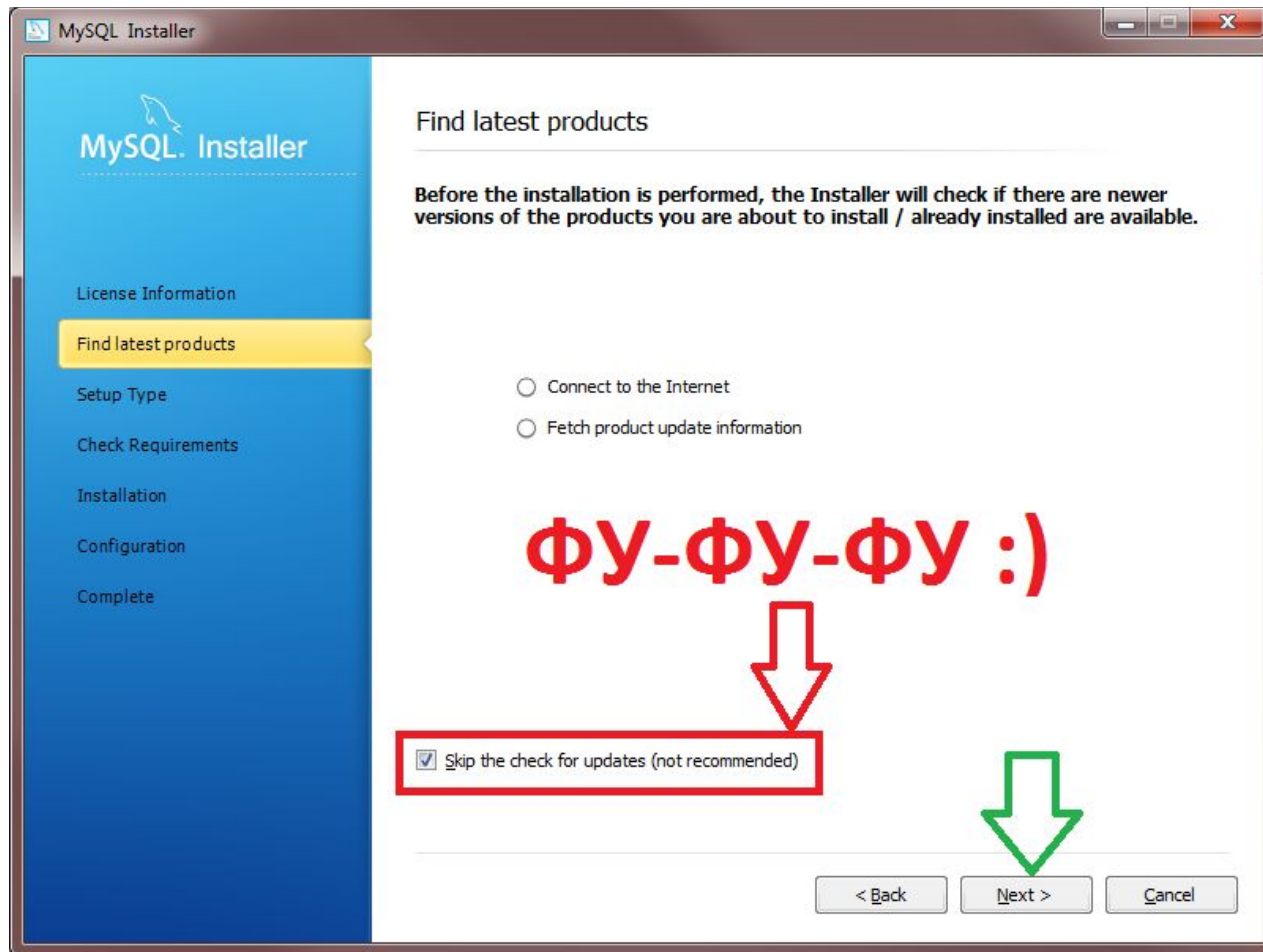 MySQL Installer
MySQL. Installer
License Information
Find latest products
Setup Type
Check Requirements
Installation
Configuration
Complete
Find latest products
Before the installation is performed, the Installer will check if there are newer
versions of the products you are about to install / already installed are available.
Connect to the Internet
Fetch product update information
ФУ-ФУ-ФУ :)
Skip the check for updates (not recommended)
< Back
Next >
Cancel